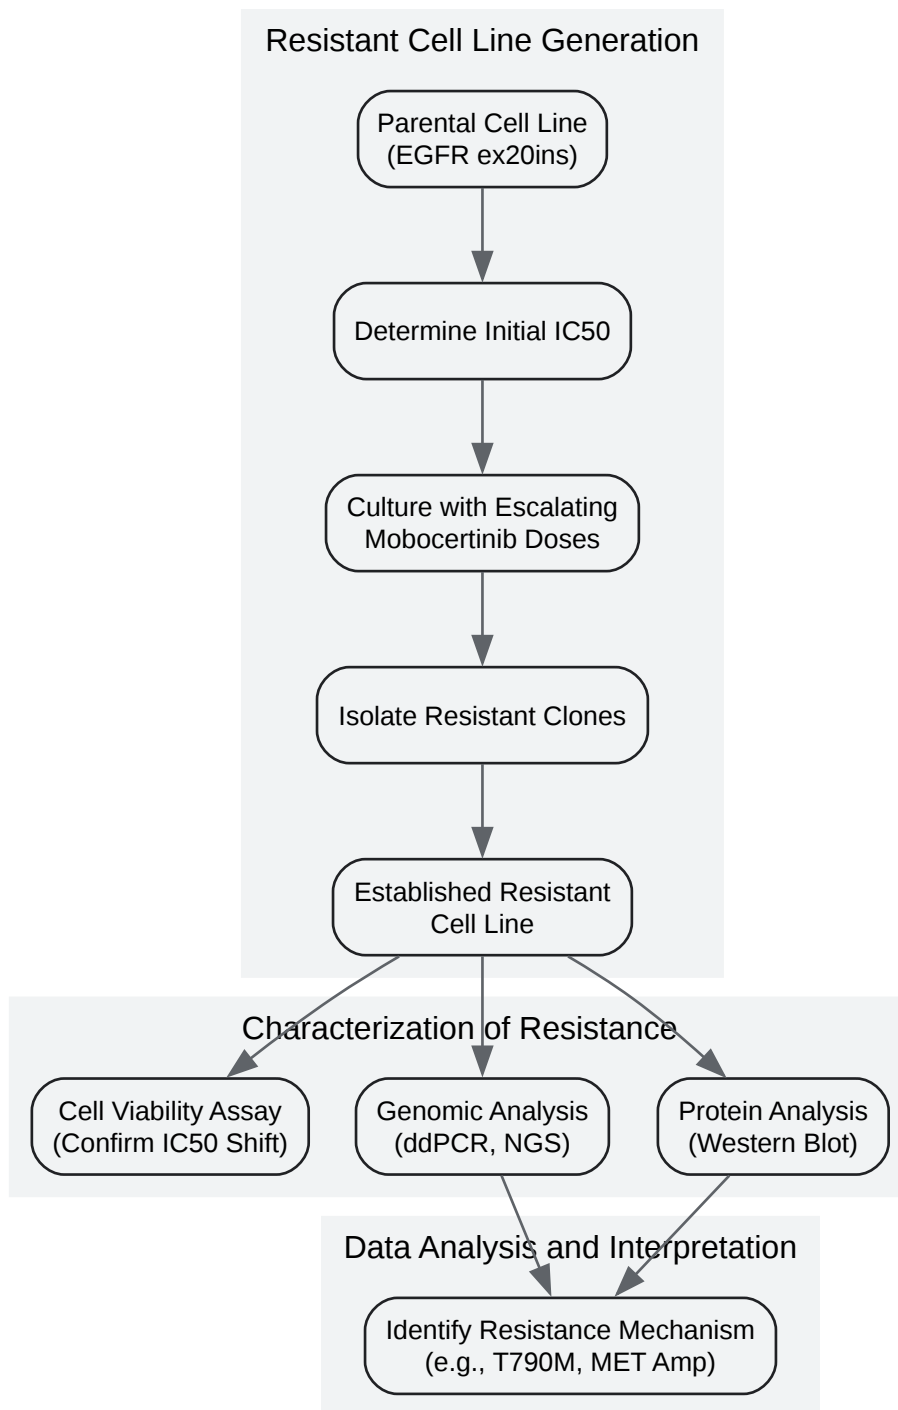 Resistant Cell Line Generation
Parental Cell Line
(EGFR ex20ins)
Determine Initial IC50
Culture with Escalating
Mobocertinib Doses
Isolate Resistant Clones
Established Resistant
Cell Line
Characterization of Resistance
Cell Viability Assay
(Confirm IC50 Shift)
Genomic Analysis
(ddPCR, NGS)
Protein Analysis
(Western Blot)
Data Analysis and Interpretation
Identify Resistance Mechanism
(e.g., T790M, MET Amp)